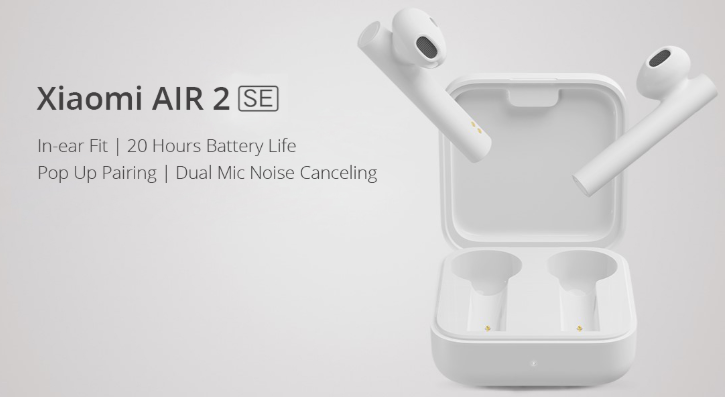 Xiaomi AIR 2 SE
In-ear Fit | 20 Hours Battery Life
Pop Up Pairing | Dual Mic Noise Canceling